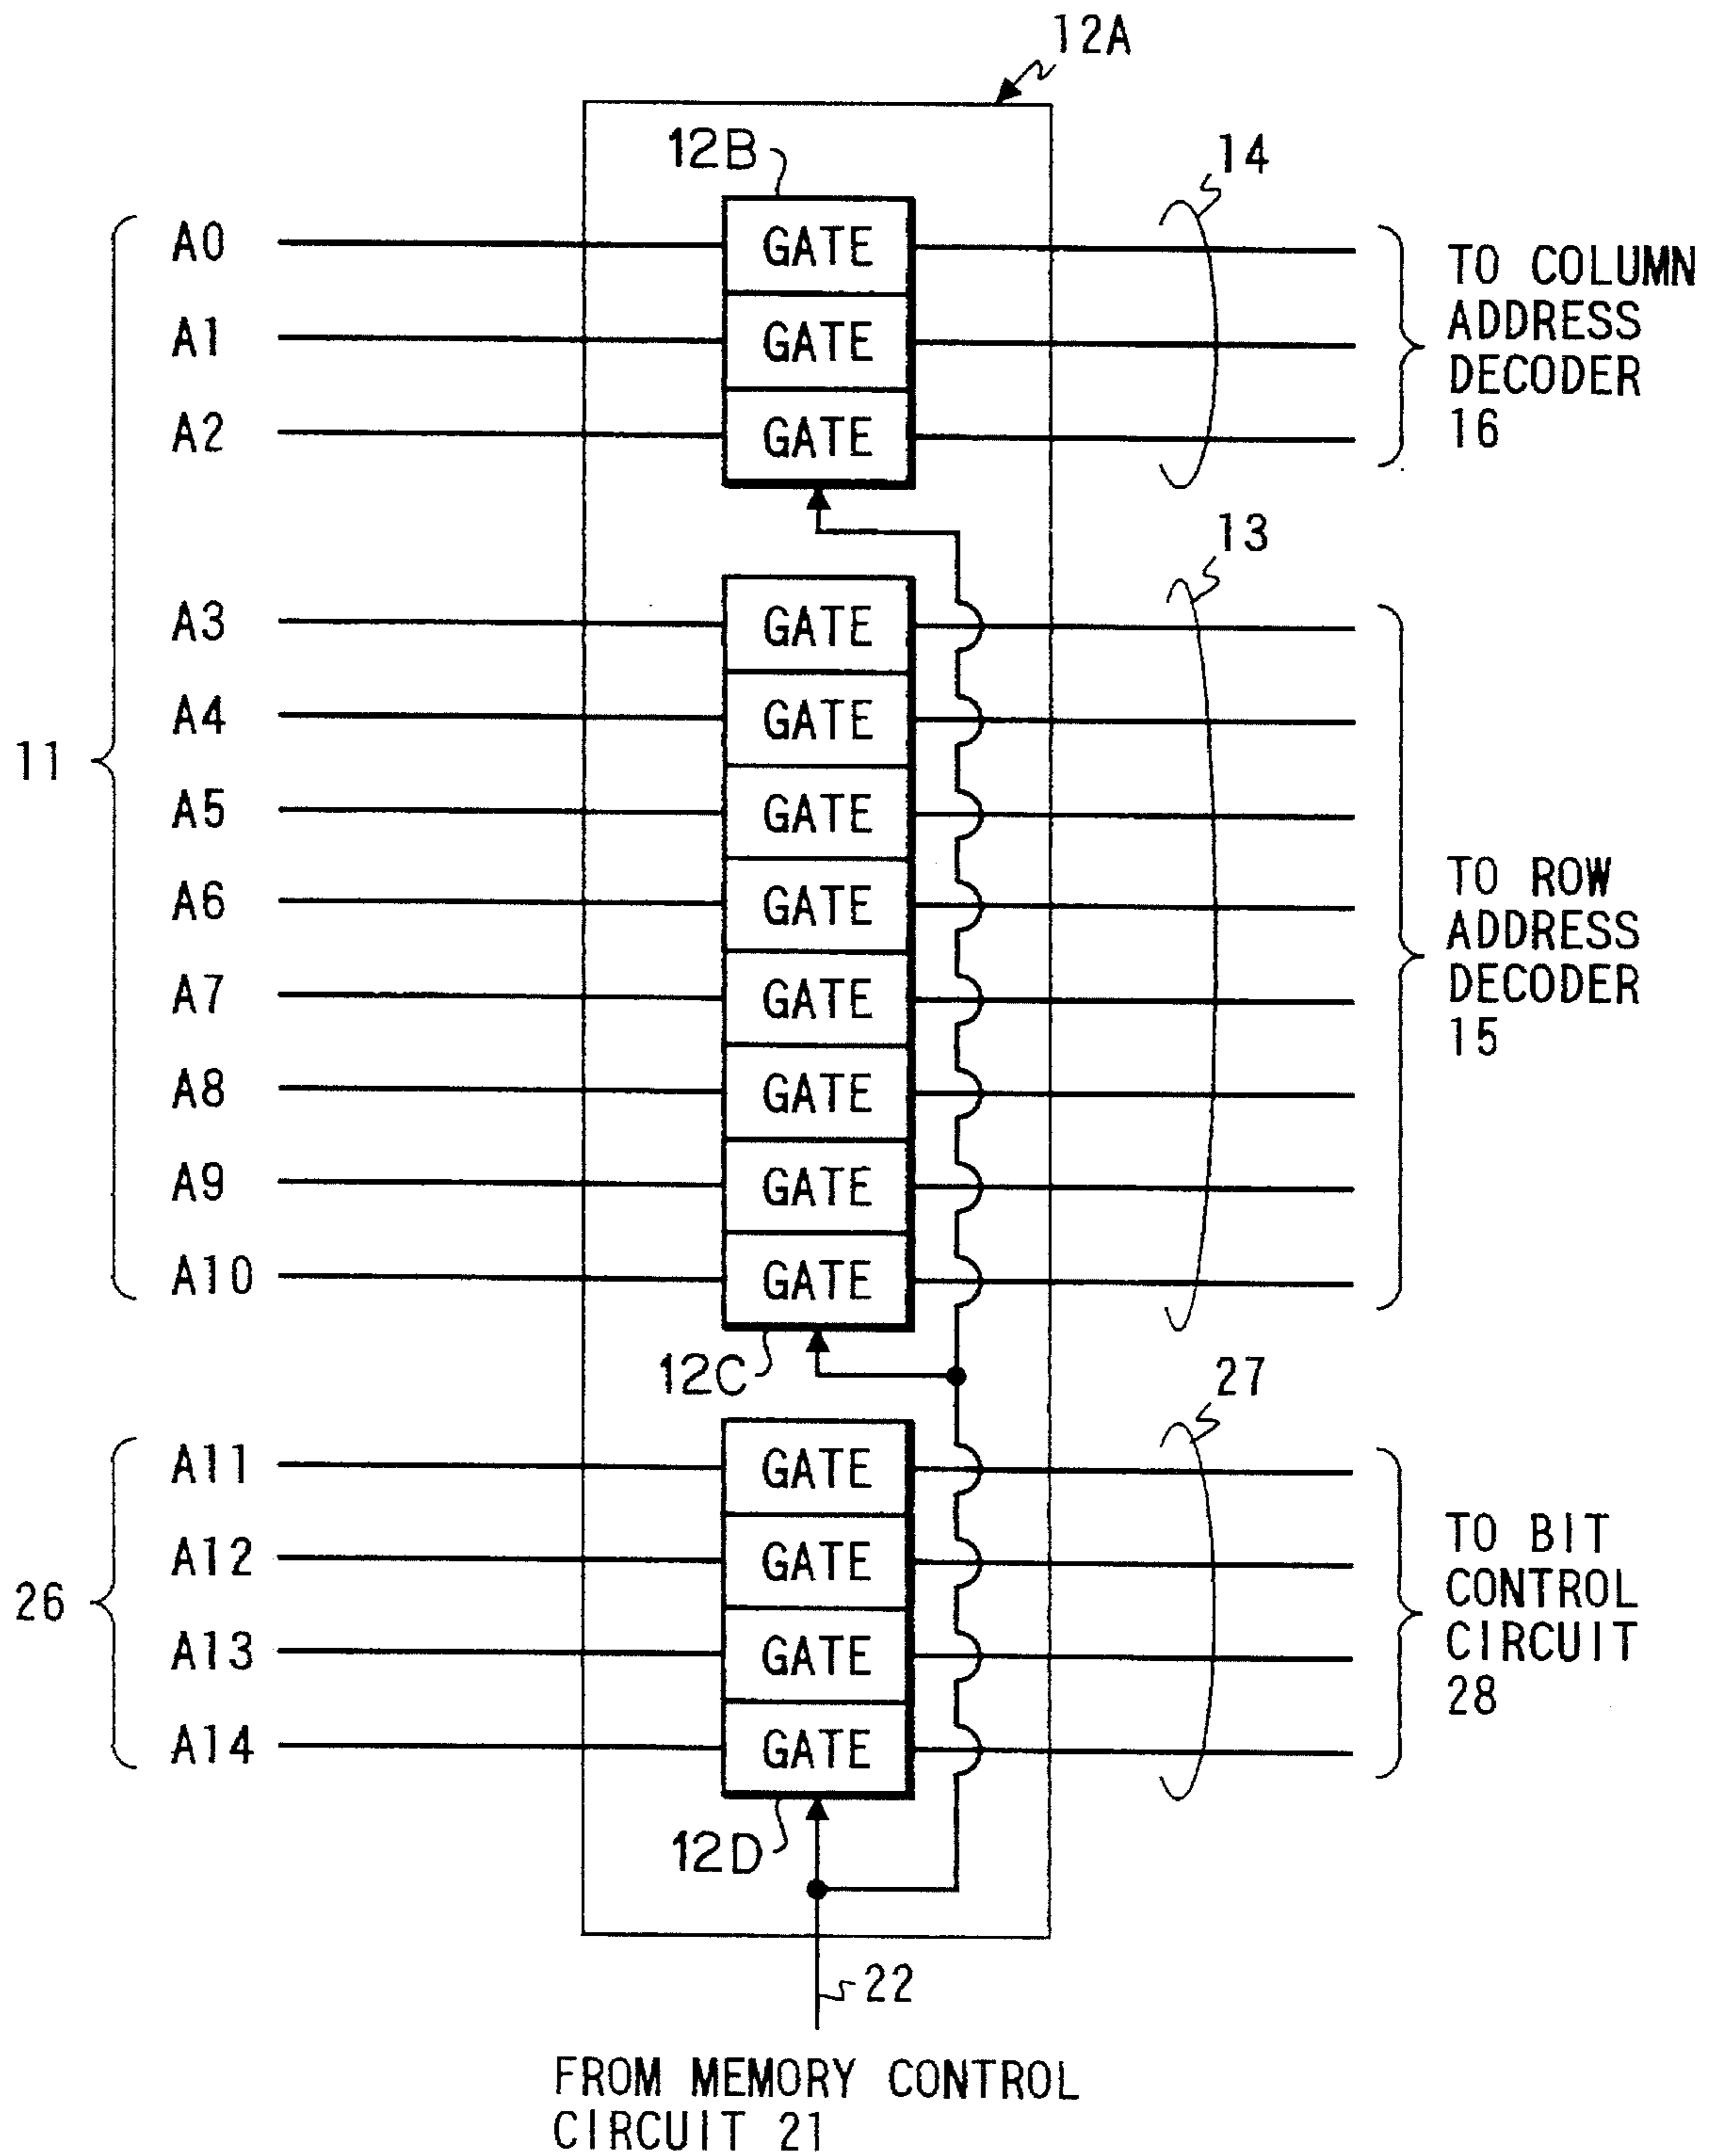 12A
12B
14
A0 GATE
A1 GATE
A2 GATE
TO COLUMN
ADDRESS
DECODER
16
13
11
A3 GATE
A4 GATE
A5 GATE
A6 GATE
A7 GATE
A8 GATE
A9 GATE
A10 GATE
TO ROW
ADDRESS
DECODER
15
12C
27
26
A11 GATE
A12 GATE
A13 GATE
A14 GATE
TO BIT
CONTROL
CIRCUIT
28
12D
22
FROM MEMORY CONTROL
CIRCUIT 21